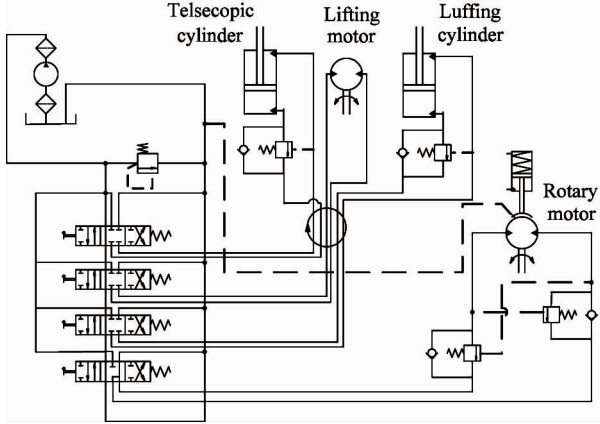 Telsecopic
cylinder
Lifting
motor
Luffing
cylinder
Rotary
motor